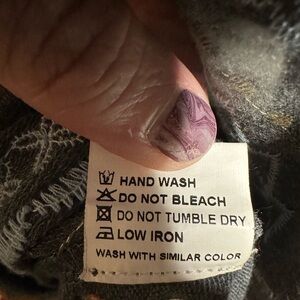 HAND WASH
DO NOT BLEACH
DO NOT TUMBLE DRY
LOW IRON
WASH WITH SIMILAR COLOR